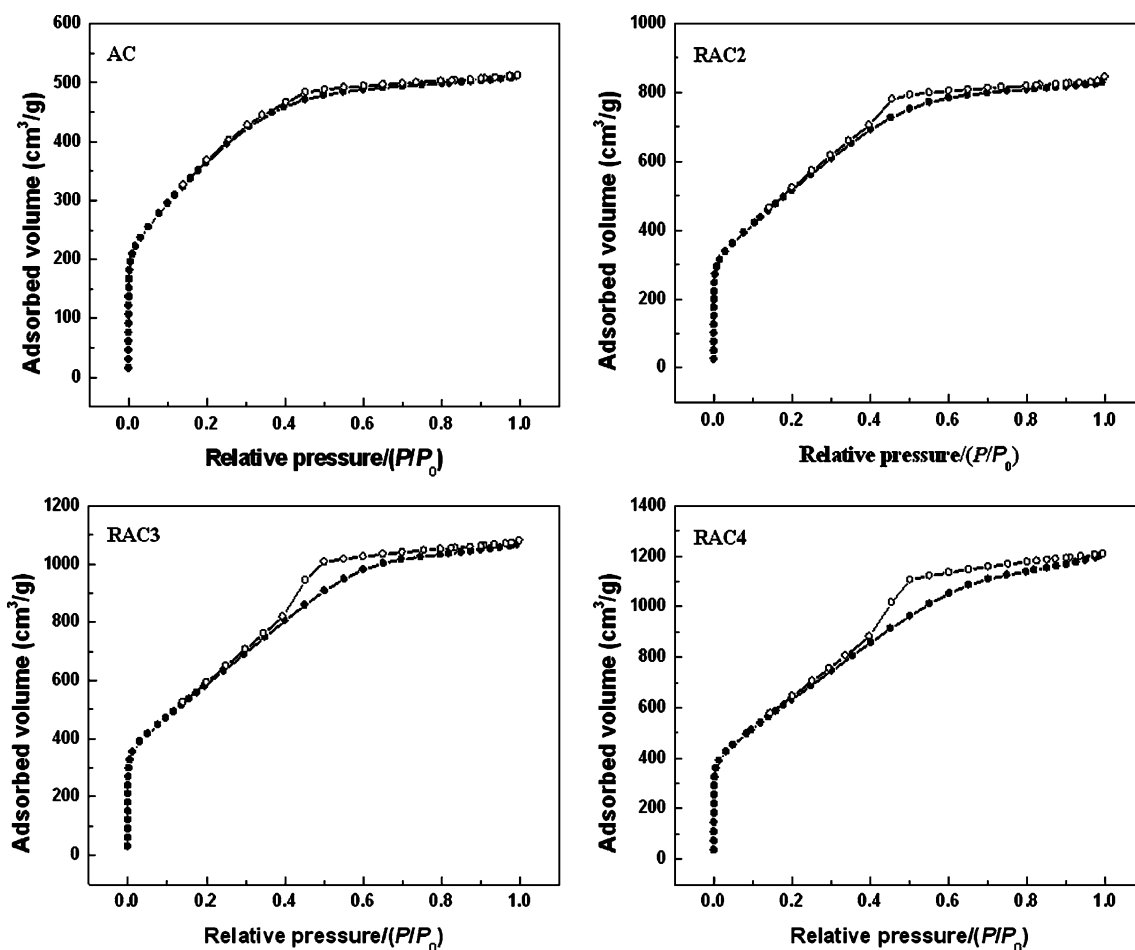 600
500
400
300
200
100
0
AC
Adsorbed volume (cm³/g)
0.0 0.2 0.4 0.6 0.8 1.0
Relative pressure/(P/P₀)
1000
800
600
400
200
0
RAC2
Adsorbed volume (cm³/g)
0.0 0.2 0.4 0.6 0.8 1.0
Relative pressure/(P/P₀)
1200
1000
800
600
400
200
0
RAC3
Adsorbed volume (cm³/g)
0.0 0.2 0.4 0.6 0.8 1.0
Relative pressure/(P/P₀)
1400
1200
1000
800
600
400
200
0
RAC4
Adsorbed volume (cm³/g)
0.0 0.2 0.4 0.6 0.8 1.0
Relative pressure/(P/P₀)